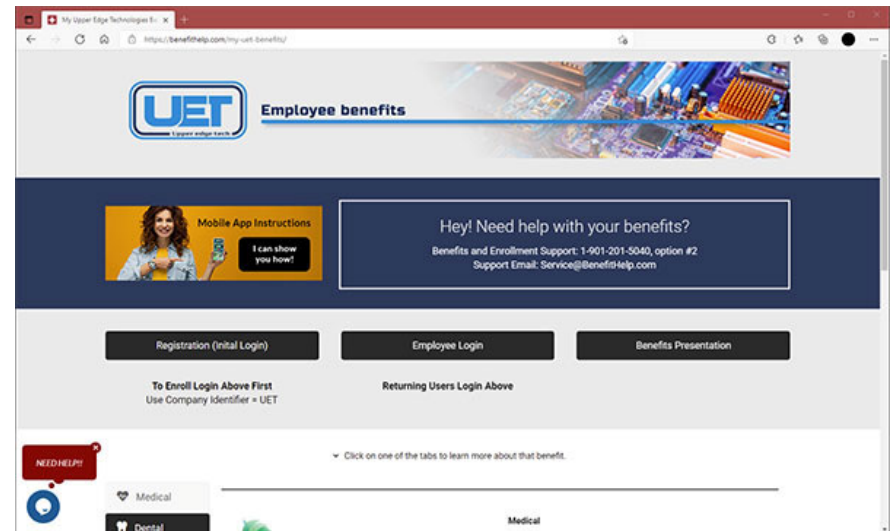 My Upper Edge Technologies B
https://benefithelp.com/my-uet-benefits/
UET
Upper edge tech
Employee benefits
Mobile App Instructions
I can show
you how!
Hey! Need help with your benefits?
Benefits and Enrollment Support: 1-901-201-5040, option #2
Support Email: Service@BenefitHelp.com
Registration (Inital Login)
Employee Login
Benefits Presentation
To Enroll Login Above First
Use Company Identifier = UET
Returning Users Login Above
Click on one of the tabs to learn more about that benefit.
NEED HELP!!
Medical
Medical
Dental